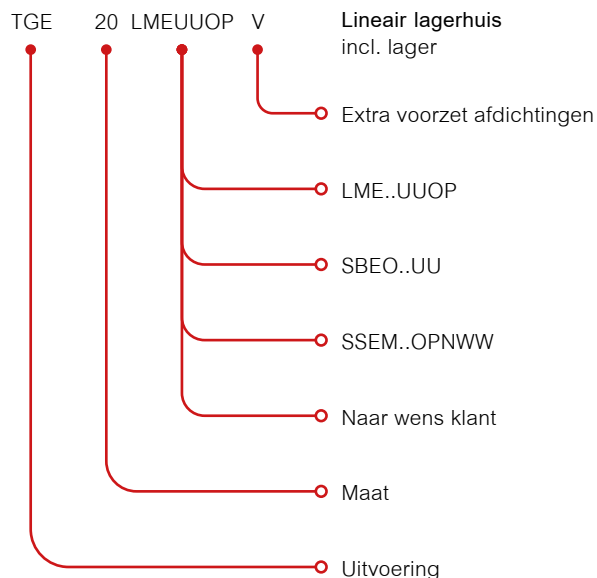 TGE 20 LMEUUOP V Lineair lagerhuis
incl. lager
Extra voorzet afdichtingen
LME..UUOP
SBEO..UU
SSEM..OPNWW
Naar wens klant
Maat
Uitvoering